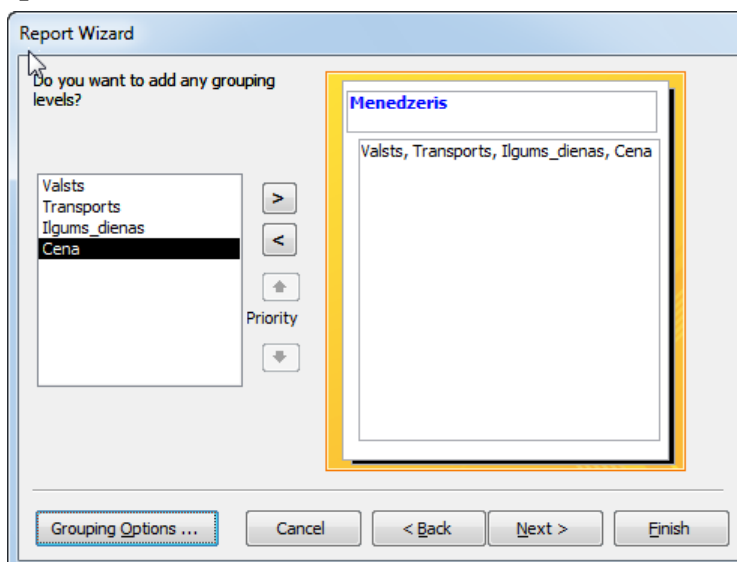 Report Wizard
Do you want to add any grouping
levels?
Menedzeris
Valsts, Transports, Ilgums_dienas, Cena
Valsts
Transports
Ilgums_dienas
Cena
>
<
Priority
Grouping Options ...
Cancel
< Back
Next >
Finish